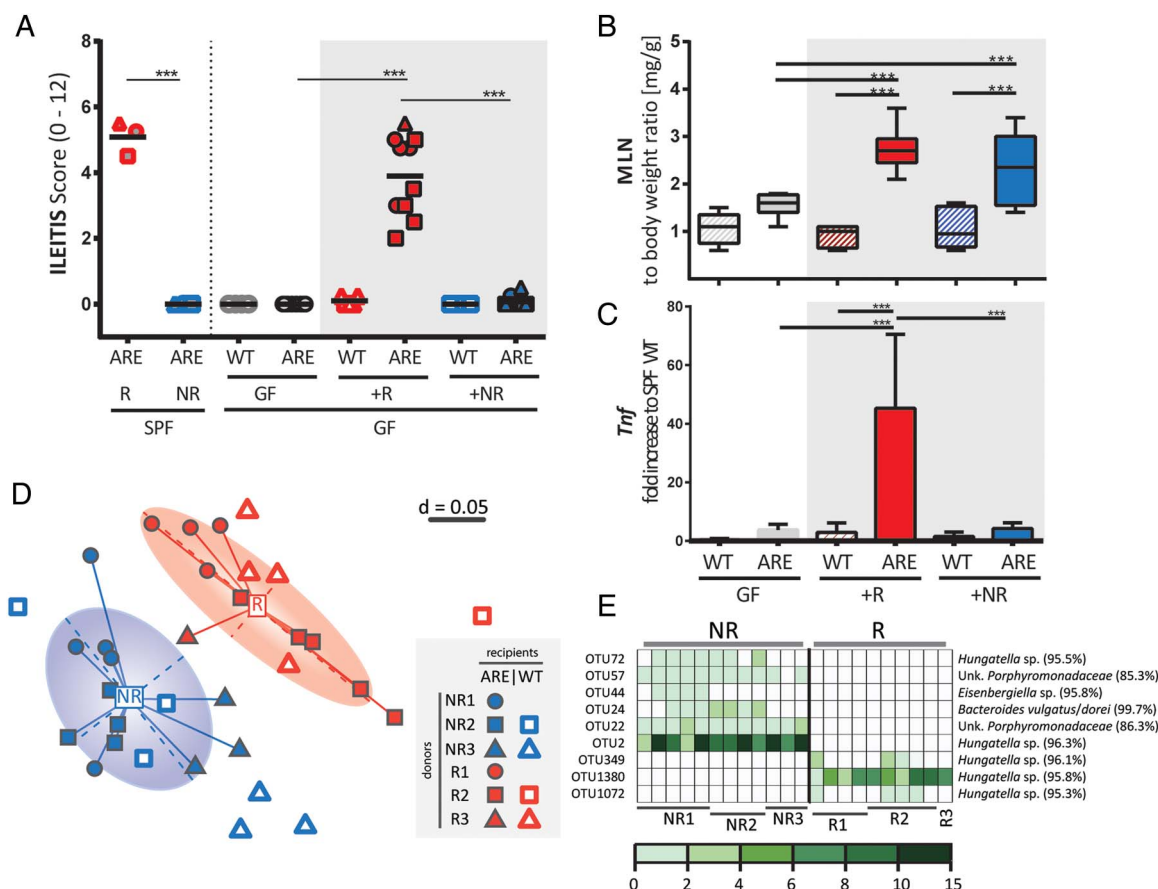 A
ILEITIS Score (0 - 12)
8
6
4
2
0
***
***
***
ARE ARE WT ARE WT ARE WT ARE
R NR GF +R +NR
SPF GF
B
MLN
to body weight ratio [mg/g]
5
4
3
2
1
***
***
***
***
C
Tnf
fold increase to SPF WT
80
60
40
20
0
***
***
***
WT ARE WT ARE WT ARE
GF +R +NR
D
d = 0.05
R
NR
recipients
ARE|WT
donors
NR1
NR2
NR3
R1
R2
R3
E
NR R
OTU72 Hungatella sp. (95.5%)
OTU57 Unk. Porphyromonadaceae (85.3%)
OTU44 Eisenbergiella sp. (95.8%)
OTU24 Bacteroides vulgatus/dorei (99.7%)
OTU22 Unk. Porphyromonadaceae (86.3%)
OTU2 Hungatella sp. (96.3%)
OTU349 Hungatella sp. (96.1%)
OTU1380 Hungatella sp. (95.8%)
OTU1072 Hungatella sp. (95.3%)
NR1 NR2 NR3 R1 R2 R3
0 2 4 6 8 10 15